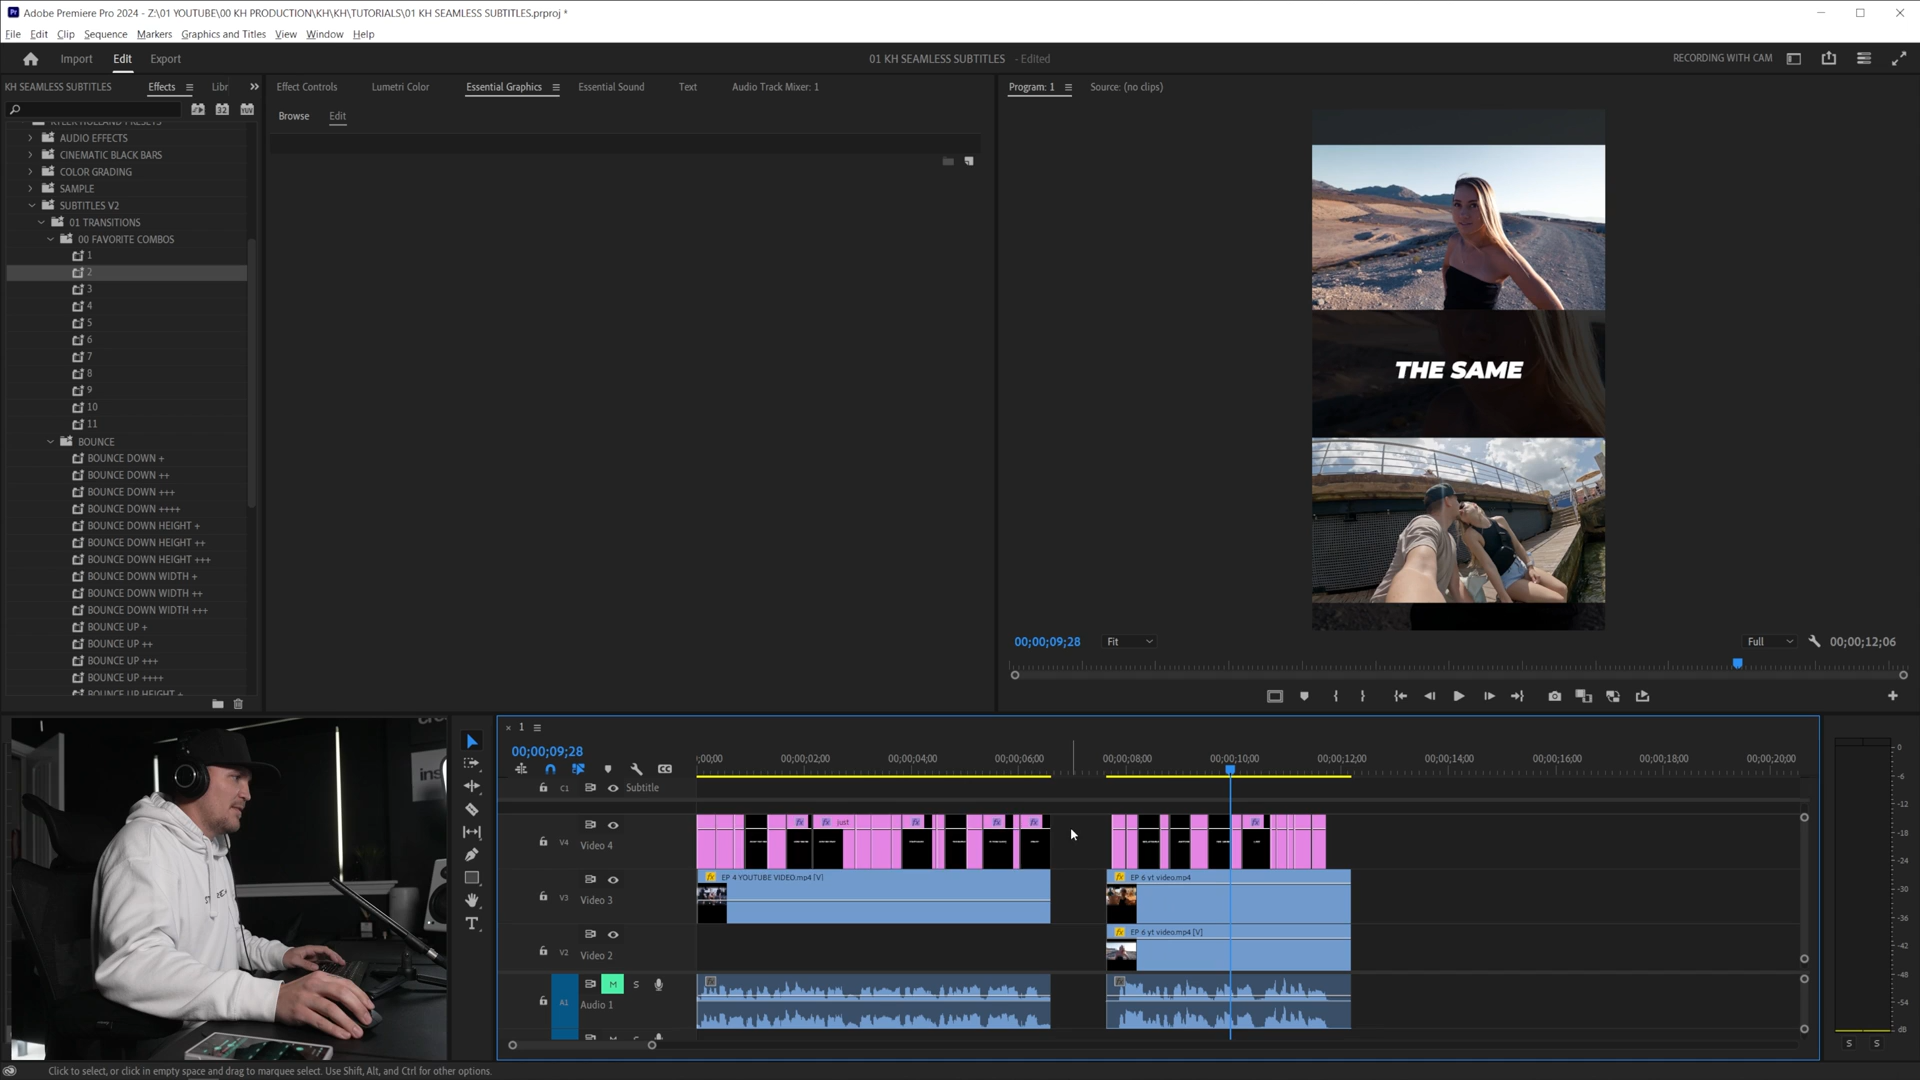 Adobe Premiere Pro 2024 - Z:\01 YOUTUBE\00 KH PRODUCTION\KH\KH\TUTORIALS\01 KH SEAMLESS SUBTITLES.prproj *
File Edit Clip Sequence Markers Graphics and Titles View Window Help
Import Edit Export
01 KH SEAMLESS SUBTITLES - Edited
RECORDING WITH CAM
KH SEAMLESS SUBTITLES Effects Libr
Effect Controls Lumetri Color Essential Graphics Essential Sound Text Audio Track Mixer: 1
Program: 1 Source: (no clips)
Browse Edit
AUDIO EFFECTS
CINEMATIC BLACK BARS
COLOR GRADING
SAMPLE
SUBTITLES V2
01 TRANSITIONS
00 FAVORITE COMBOS
1
2
3
4
5
6
7
8
9
10
11
BOUNCE
BOUNCE DOWN +
BOUNCE DOWN ++
BOUNCE DOWN +++
BOUNCE DOWN ++++
BOUNCE DOWN HEIGHT +
BOUNCE DOWN HEIGHT ++
BOUNCE DOWN HEIGHT +++
BOUNCE DOWN WIDTH +
BOUNCE DOWN WIDTH ++
BOUNCE DOWN WIDTH +++
BOUNCE UP +
BOUNCE UP ++
BOUNCE UP +++
BOUNCE UP ++++
BOUNCE UP HEIGHT +
THE SAME
00;00;09;28 Fit Full 00;00;12;06
1
00;00;09;28
;00;00 00;00;02;00 00;00;04;00 00;00;06;00 00;00;08;00 00;00;10;00 00;00;12;00 00;00;14;00 00;00;16;00 00;00;18;00 00;00;20;00
C1 Subtitle
V4 Video 4
just
V3 Video 3
EP 4 YOUTUBE VIDEO.mp4 [V]
EP 6 yt video.mp4
V2 Video 2
EP 6 yt video.mp4 [V]
A1 M S
Audio 1
0
-6
-12
-18
-24
-30
-36
-42
-48
-54
dB
S S
Click to select, or click in empty space and drag to marquee select. Use Shift, Alt, and Ctrl for other options.